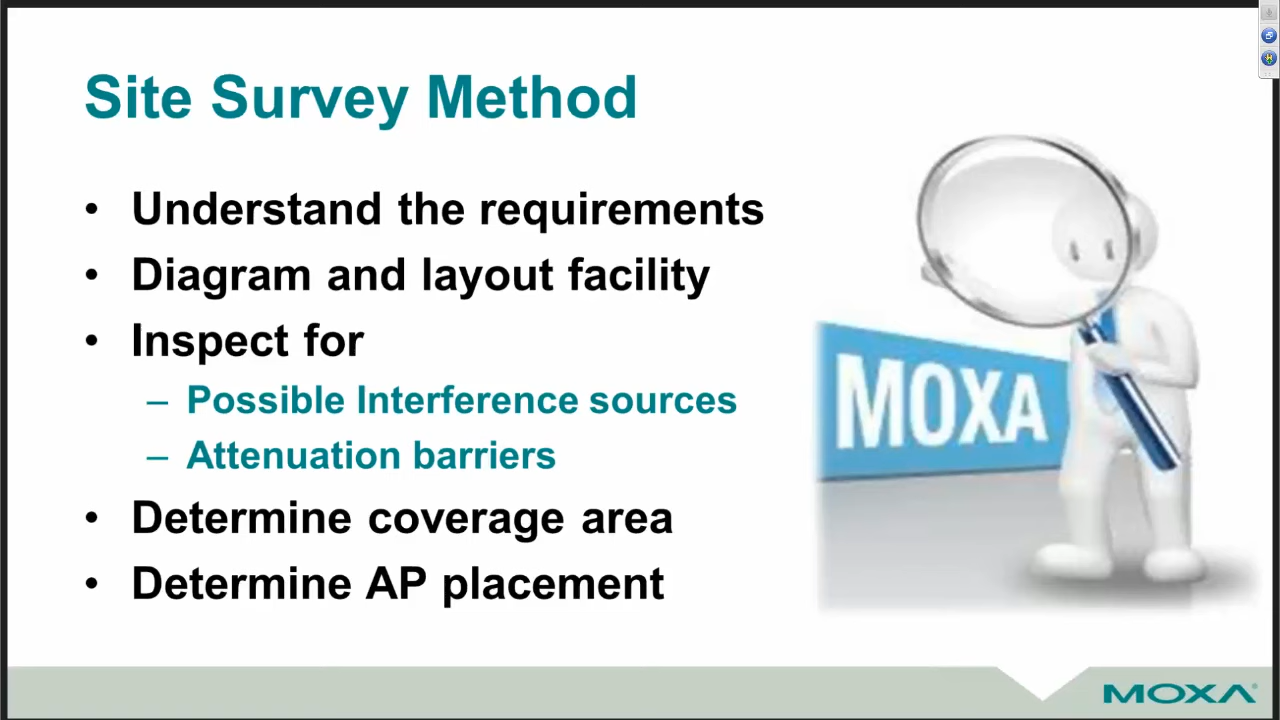 Site Survey Method
• Understand the requirements
• Diagram and layout facility
• Inspect for
– Possible Interference sources
– Attenuation barriers
• Determine coverage area
• Determine AP placement
MOXA
MOXA®